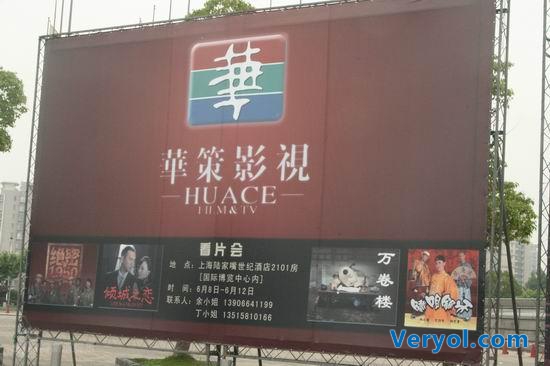 華
華策影視
HUACE
FILM&TV
看片会
地 点：上海陆家嘴世纪酒店2101房
[国际博览中心内]
时 间：6月8日-6月12日
联系人：余小姐 13906641199
丁小姐 13515810166
绝密
1950
倾城之恋
万卷楼
Veryol.com